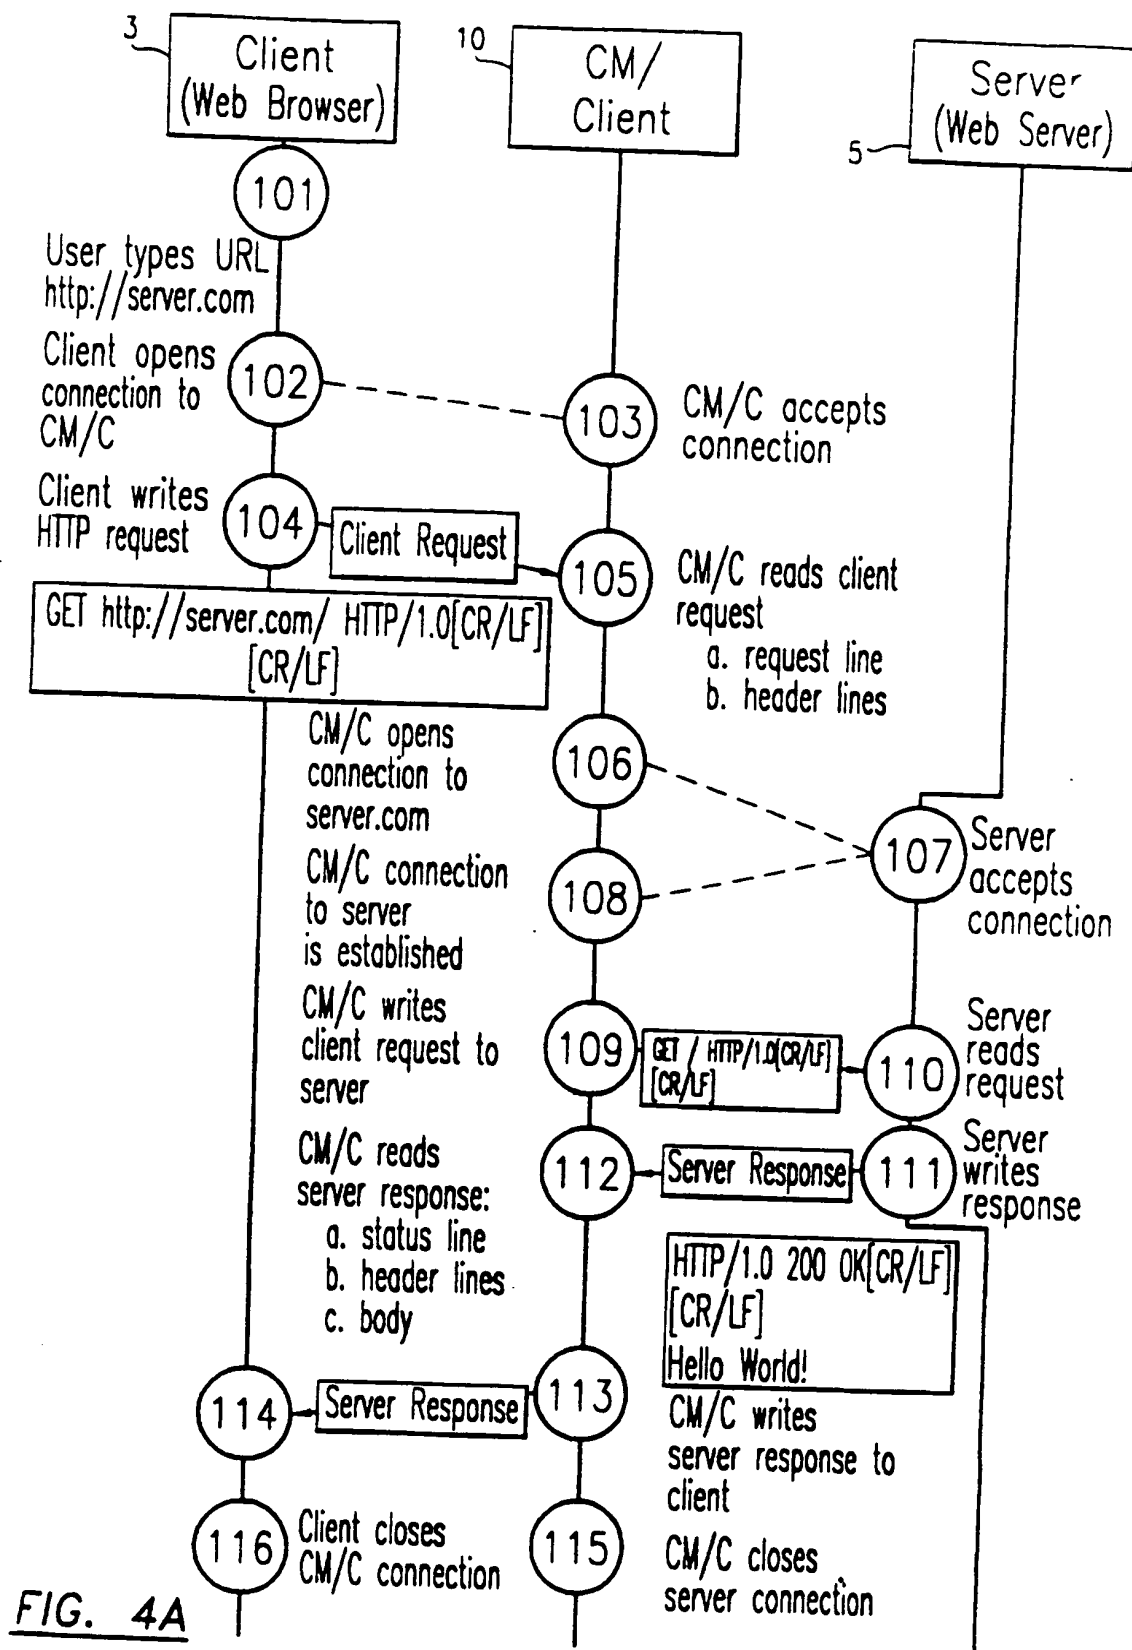 3
Client
(Web Browser)
10
CM/
Client
5
Server
(Web Server)
101
User types URL
http://server.com
Client opens
connection to
CM/C
102
103
CM/C accepts
connection
Client writes
HTTP request
104
Client Request
105
CM/C reads client
request
a. request line
b. header lines
GET http://server.com/ HTTP/1.0[CR/LF]
[CR/LF]
CM/C opens
connection to
server.com
106
107
Server
accepts
connection
CM/C connection
to server
is established
108
CM/C writes
client request to
server
109
GET / HTTP/1.0[CR/LF]
[CR/LF]
110
Server
reads
request
CM/C reads
server response:
a. status line
b. header lines
c. body
112
Server Response
111
Server
writes
response
HTTP/1.0 200 OK[CR/LF]
[CR/LF]
Hello World!
114
Server Response
113
CM/C writes
server response to
client
116
Client closes
CM/C connection
115
CM/C closes
server connection
FIG. 4A